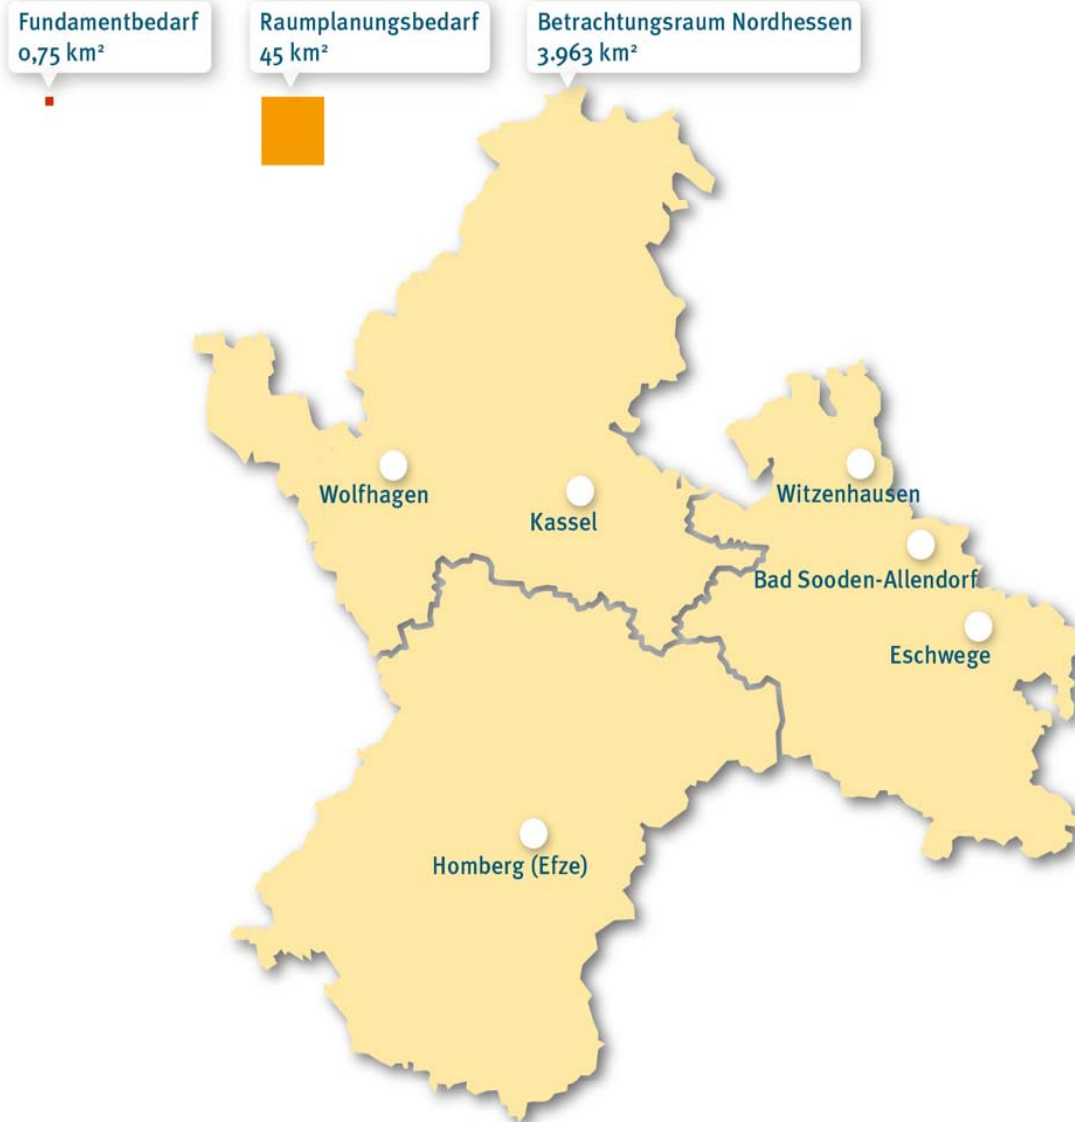 Fundamentbedarf
0,75 km²
Raumplanungsbedarf
45 km²
Betrachtungsraum Nordhessen
3.963 km²
Wolfhagen
Kassel
Witzenhausen
Bad Sooden-Allendorf
Eschwege
Homberg (Efze)